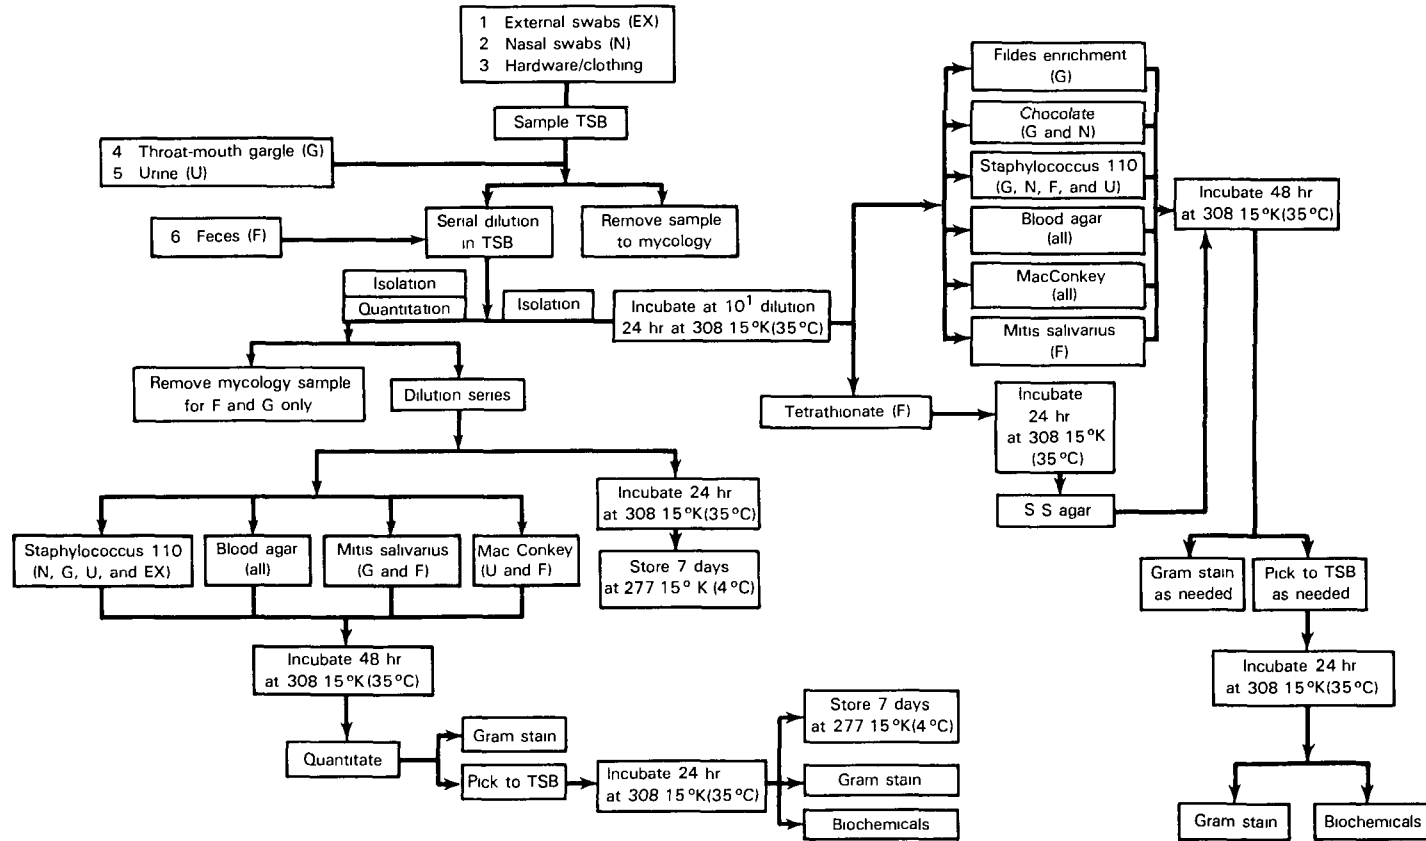 1 External swabs (EX)
2 Nasal swabs (N)
3 Hardware/clothing
Sample TSB
4 Throat-mouth gargle (G)
5 Urine (U)
6 Feces (F)
Serial dilution
in TSB
Remove sample
to mycology
Isolation
Quantitation
Isolation
Incubate at 10¹ dilution
24 hr at 308 15°K(35°C)
Remove mycology sample
for F and G only
Dilution series
Staphylococcus 110
(N, G, U, and EX)
Blood agar
(all)
Mitis salivarius
(G and F)
Mac Conkey
(U and F)
Incubate 24 hr
at 308 15°K(35°C)
Store 7 days
at 277 15° K (4°C)
Incubate 48 hr
at 308 15°K(35°C)
Quantitate
Gram stain
Pick to TSB
Incubate 24 hr
at 308 15°K(35°C)
Store 7 days
at 277 15°K(4°C)
Gram stain
Biochemicals
Fildes enrichment
(G)
Chocolate
(G and N)
Staphylococcus 110
(G, N, F, and U)
Blood agar
(all)
MacConkey
(all)
Mitis salivarius
(F)
Tetrathionate (F)
Incubate
24 hr
at 308 15°K
(35°C)
S S agar
Incubate 48 hr
at 308 15°K(35°C)
Gram stain
as needed
Pick to TSB
as needed
Incubate 24 hr
at 308 15°K(35°C)
Gram stain
Biochemicals